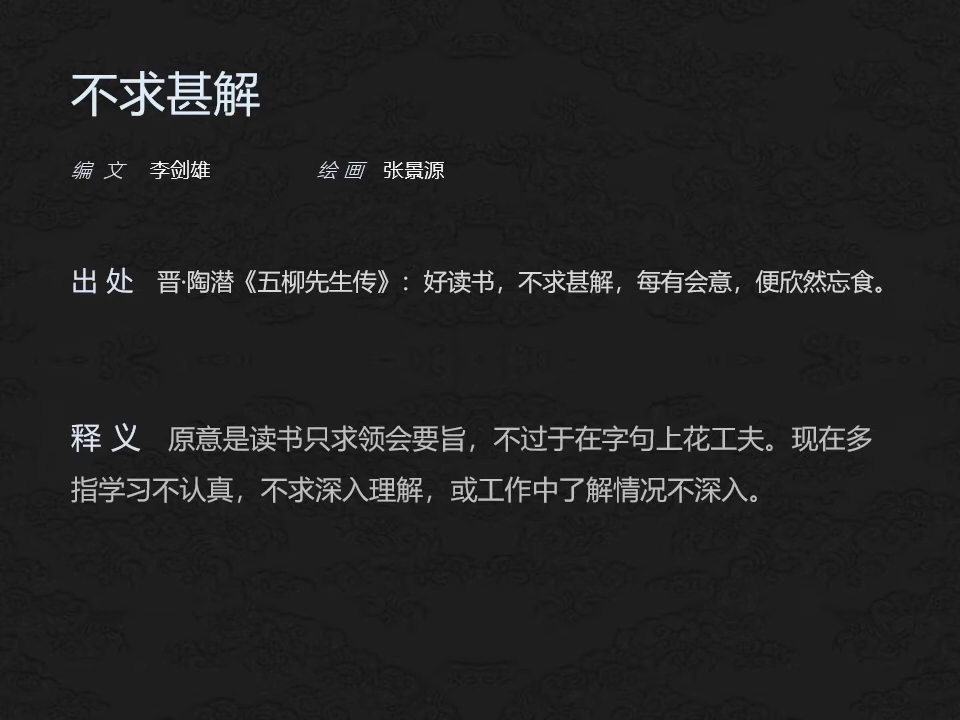 不求甚解
编 文 李剑雄 绘 画 张景源
出 处 晋·陶潜《五柳先生传》：好读书，不求甚解，每有会意，便欣然忘食。
释 义 原意是读书只求领会要旨，不过于在字句上花工夫。现在多
指学习不认真，不求深入理解，或工作中了解情况不深入。